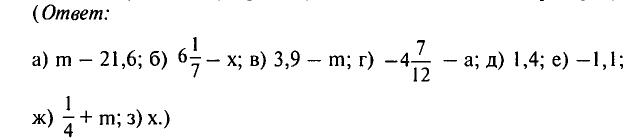 (Ответ:
а) m − 21,6; б) 6 1/7 − x; в) 3,9 − m; г) −4 7/12 − a; д) 1,4; е) −1,1;
ж) 1/4 + m; з) x.)